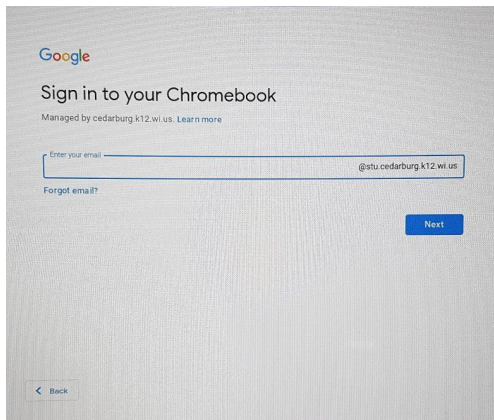 Google
Sign in to your Chromebook
Managed by cedarburg.k12.wi.us. Learn more
Enter your email
@stu.cedarburg.k12.wi.us
Forgot email?
Next
Back